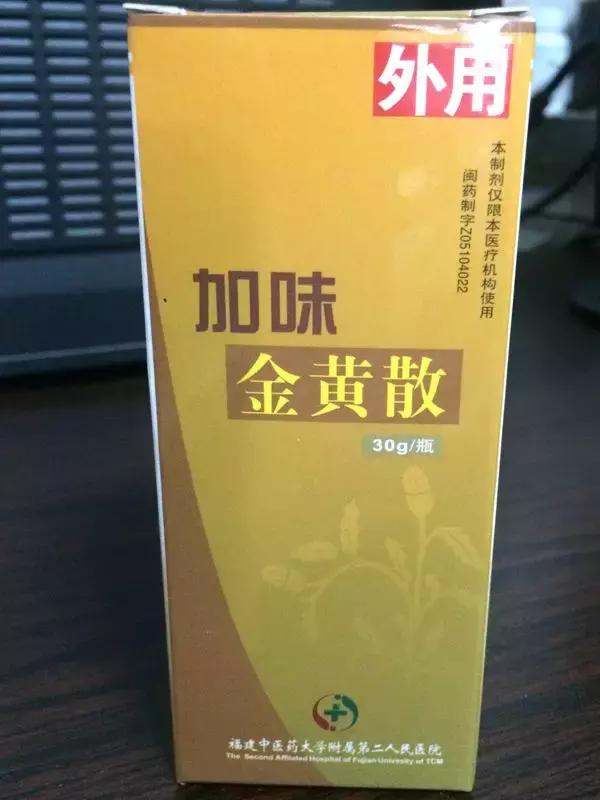 外用
本制剂仅限本医疗机构使用
闽药制字Z05104022
加味
金黄散
30g/瓶
福建中医药大学附属第二人民医院
The Second Affilated Hospital of Fujian Univesity of TCM